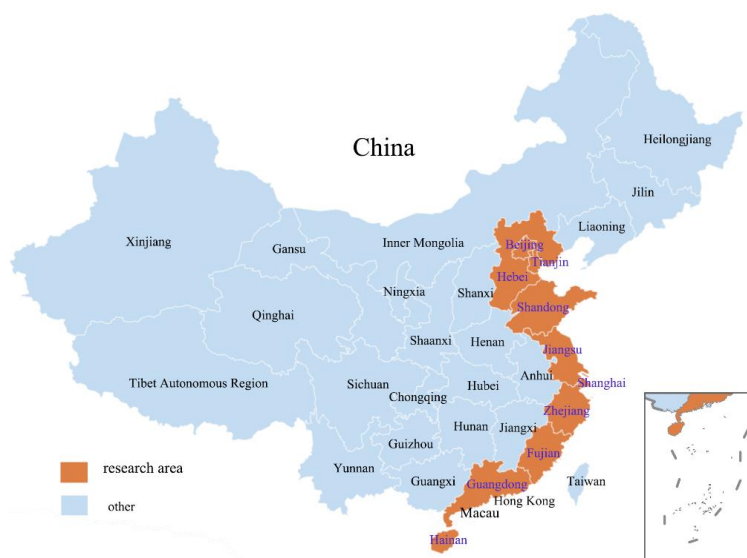 China
Heilongjiang
Jilin
Liaoning
Xinjiang
Gansu
Inner Mongolia
Beijing
Tianjin
Hebei
Ningxia
Shanxi
Qinghai
Shandong
Shaanxi
Henan
Jiangsu
Tibet Autonomous Region
Sichuan
Chongqing
Hubei
Anhui
Shanghai
Zhejiang
Hunan
Jiangxi
Guizhou
Fujian
Yunnan
Guangxi
Guangdong
Taiwan
Hong Kong
Macau
Hainan
research area
other